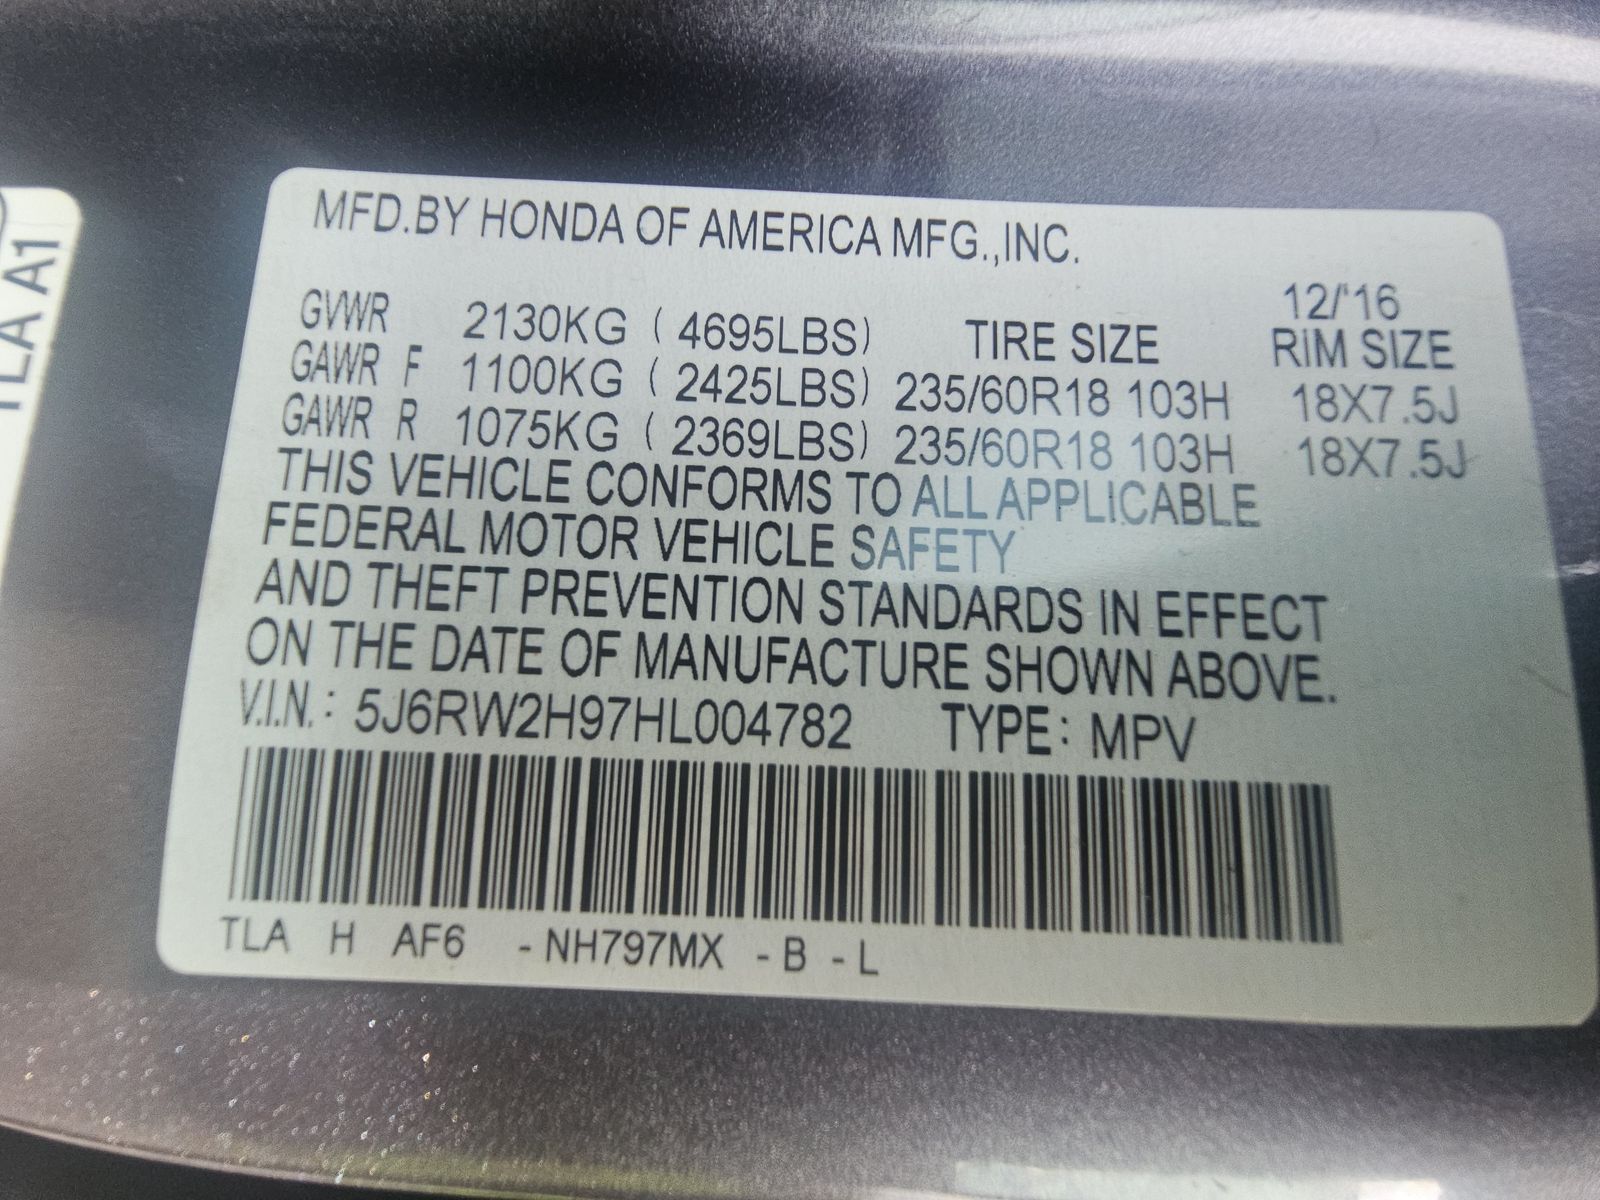 TLA A1
MFD.BY HONDA OF AMERICA MFG.,INC.
12/'16
GVWR 2130KG ( 4695LBS) TIRE SIZE RIM SIZE
GAWR F 1100KG ( 2425LBS) 235/60R18 103H 18X7.5J
GAWR R 1075KG ( 2369LBS) 235/60R18 103H 18X7.5J
THIS VEHICLE CONFORMS TO ALL APPLICABLE
FEDERAL MOTOR VEHICLE SAFETY
AND THEFT PREVENTION STANDARDS IN EFFECT
ON THE DATE OF MANUFACTURE SHOWN ABOVE.
V.I.N.: 5J6RW2H97HL004782 TYPE: MPV
TLA H AF6 -NH797MX -B -L